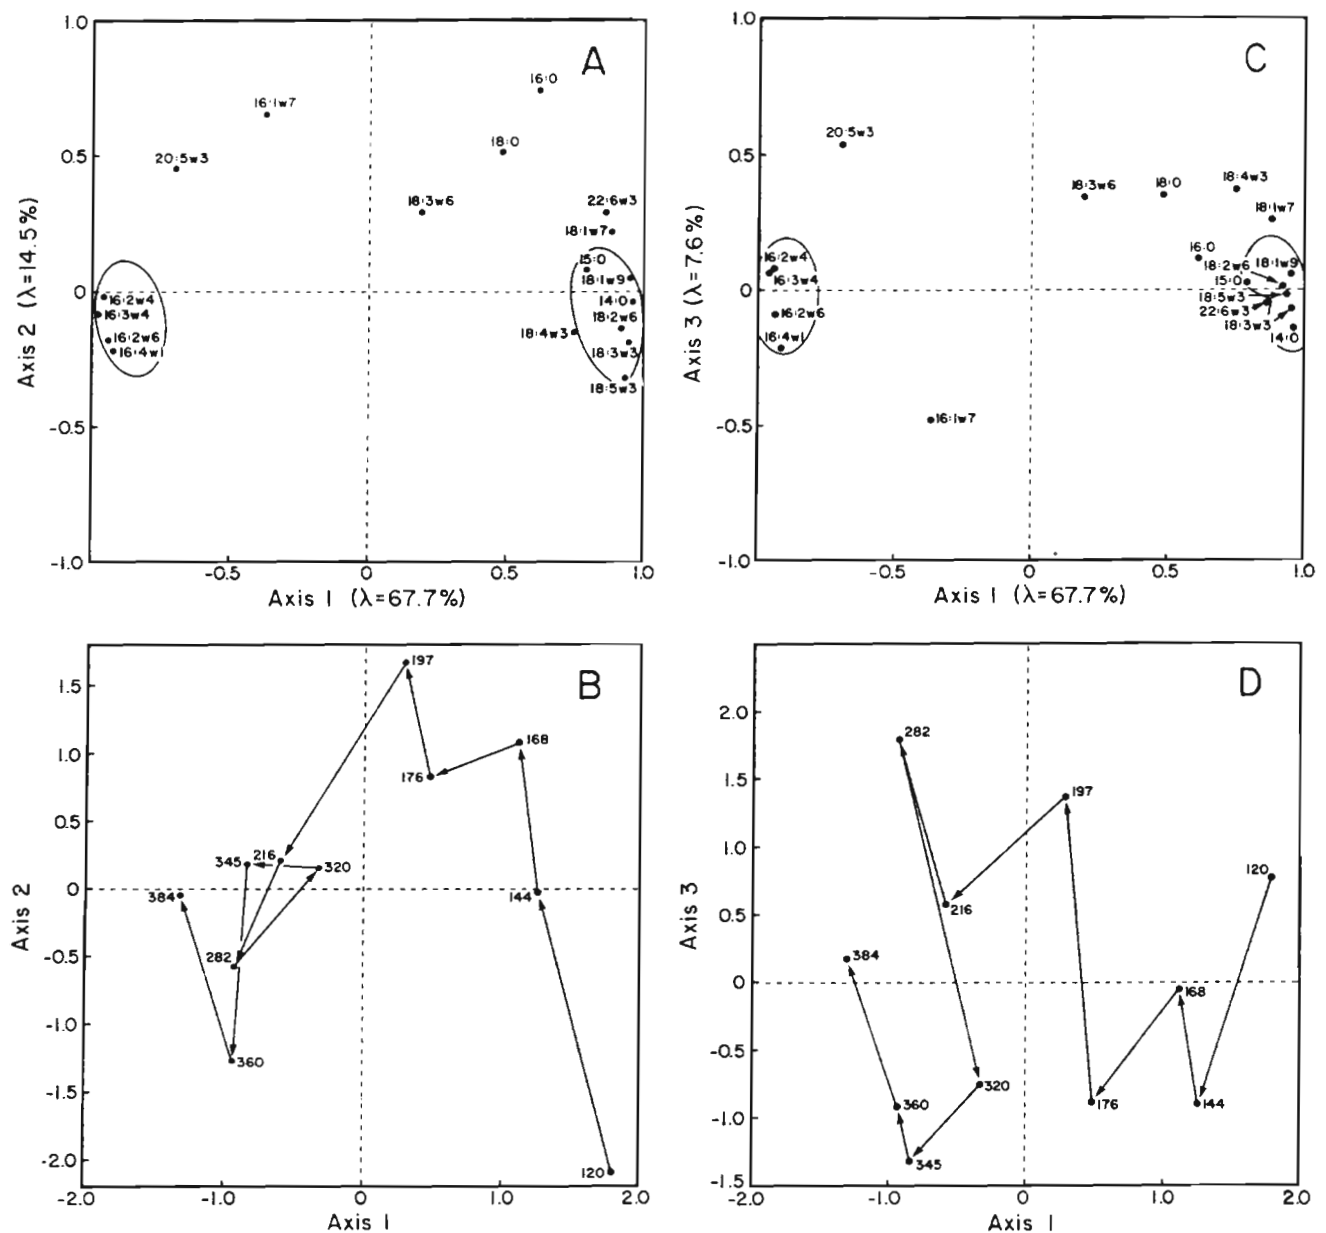 A
1.0
0.5
0
-0.5
-1.0
Axis 2 (λ=14.5%)
16:0
16:1w7
18:0
20:5w3
18:3w6
22:6w3
18:1w7
15:0
18:1w9
16:2w4
14:0
16:3w4
18:2w6
18:4w3
16:2w6
16:4w1
18:3w3
18:5w3
-0.5
0
0.5
1.0
Axis 1 (λ=67.7%)
C
1.0
0.5
0
-0.5
-1.0
Axis 3 (λ=7.6%)
20:5w3
18:3w6
18:0
18:4w3
18:1w7
16:0
16:2w4
18:1w9
18:2w6
16:3w4
15:0
18:5w3
16:2w6
22:6w3
18:3w3
16:4w1
14:0
16:1w7
-0.5
0
0.5
1.0
Axis 1 (λ=67.7%)
B
1.5
1.0
0.5
0
-0.5
-1.0
-1.5
-2.0
Axis 2
197
168
176
216
345
320
384
144
282
360
120
-2.0
-1.0
0
1.0
2.0
Axis 1
D
2.0
1.5
1.0
0.5
0
-0.5
-1.0
-1.5
Axis 3
282
197
120
216
384
168
320
360
176
144
345
-1.0
0
1.0
2.0
Axis 1